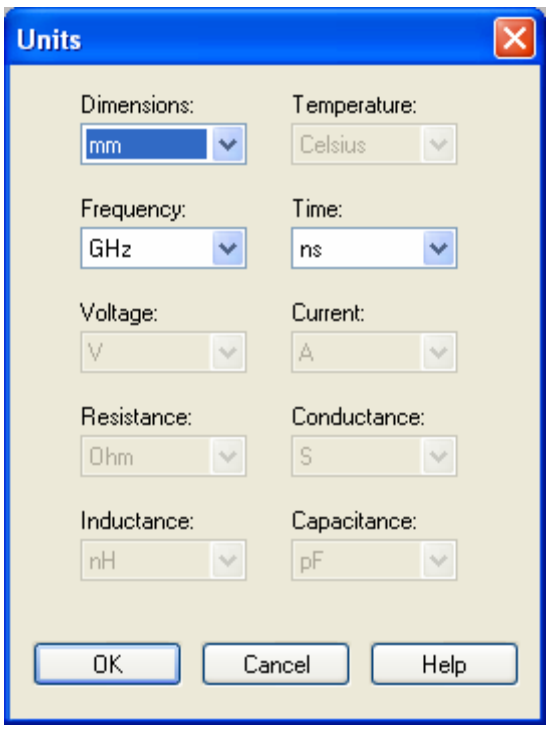 Units
Dimensions: Temperature:
mm Celsius
Frequency: Time:
GHz ns
Voltage: Current:
V A
Resistance: Conductance:
Ohm S
Inductance: Capacitance:
nH pF
OK Cancel Help